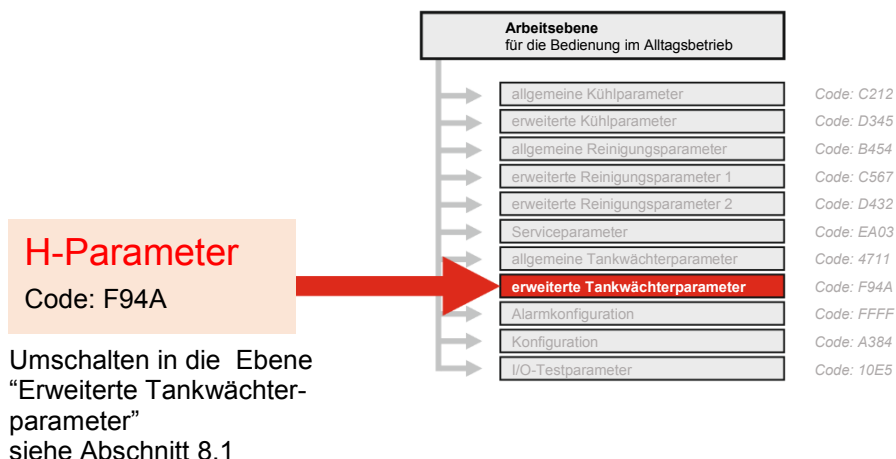 Arbeitsebene
für die Bedienung im Alltagsbetrieb
allgemeine Kühlparameter Code: C212
erweiterte Kühlparameter Code: D345
allgemeine Reinigungsparameter Code: B454
erweiterte Reinigungsparameter 1 Code: C567
erweiterte Reinigungsparameter 2 Code: D432
Serviceparameter Code: EA03
allgemeine Tankwächterparameter Code: 4711
erweiterte Tankwächterparameter Code: F94A
Alarmkonfiguration Code: FFFF
Konfiguration Code: A384
I/O-Testparameter Code: 10E5
H-Parameter
Code: F94A
Umschalten in die Ebene
“Erweiterte Tankwächter-
parameter”
siehe Abschnitt 8.1